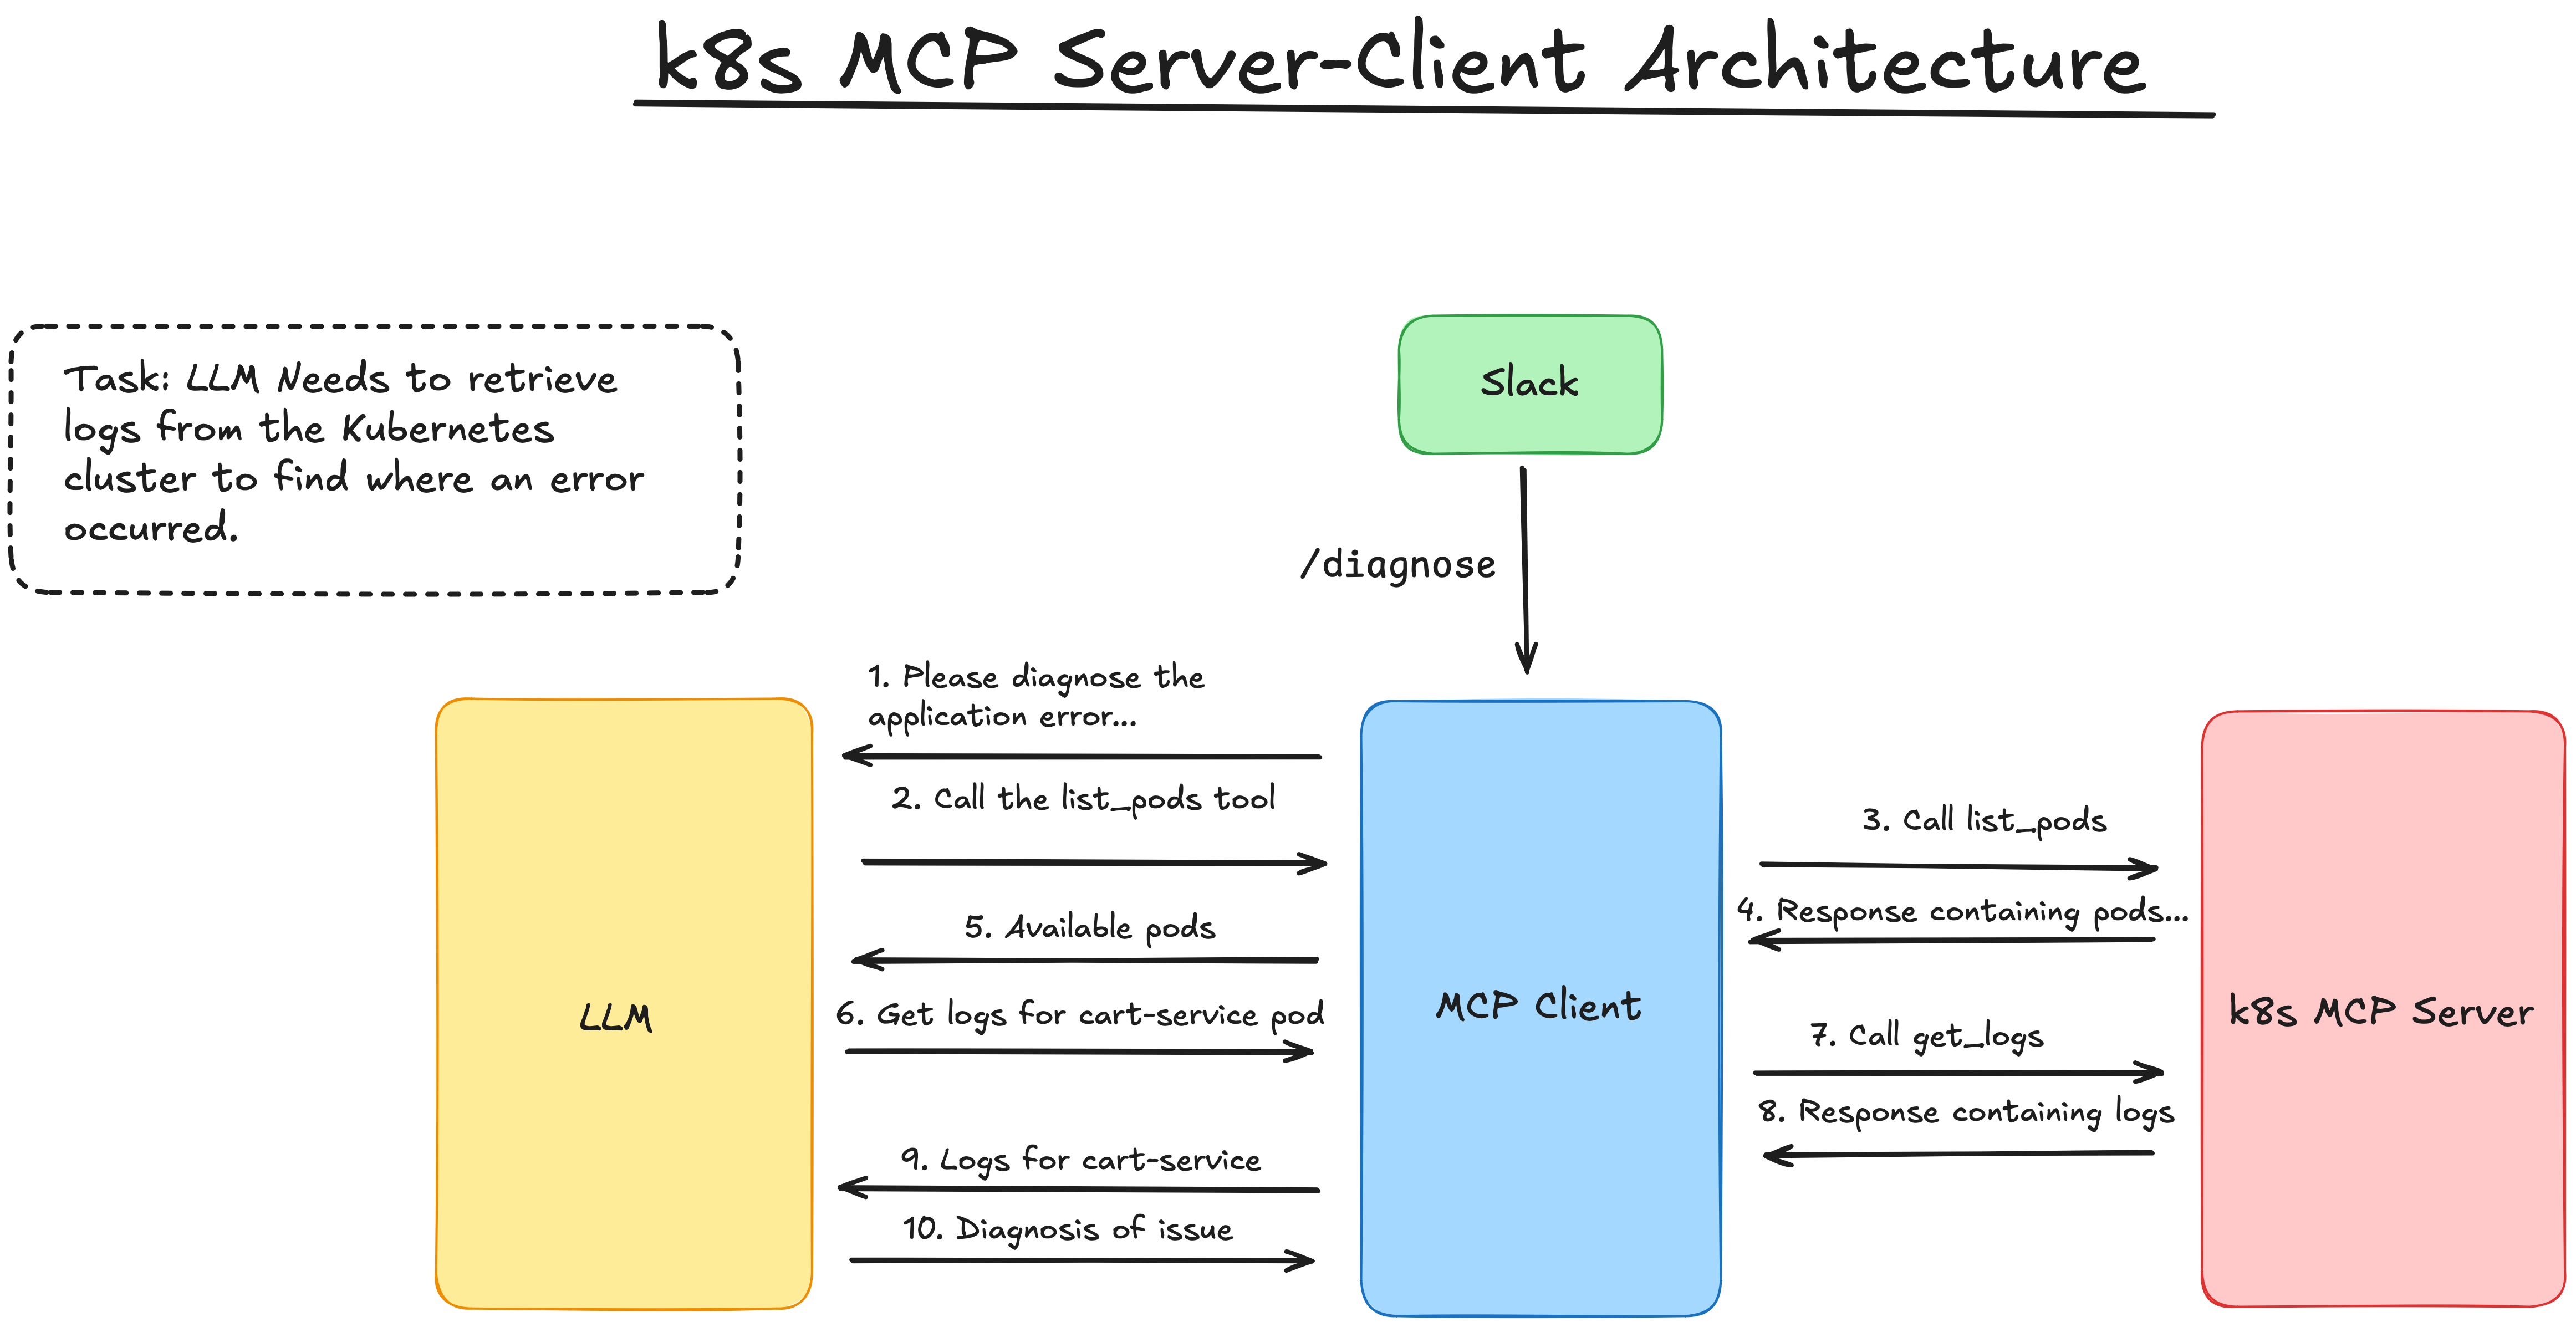 k8s MCP Server-Client Architecture
Task: LLM Needs to retrieve
logs from the Kubernetes
cluster to find where an error
occurred.
Slack
/diagnose
1. Please diagnose the
application error...
2. Call the list_pods tool
3. Call list_pods
4. Response containing pods...
5. Available pods
6. Get logs for cart-service pod
7. Call get_logs
8. Response containing logs
9. Logs for cart-service
10. Diagnosis of issue
LLM
MCP Client
k8s MCP Server